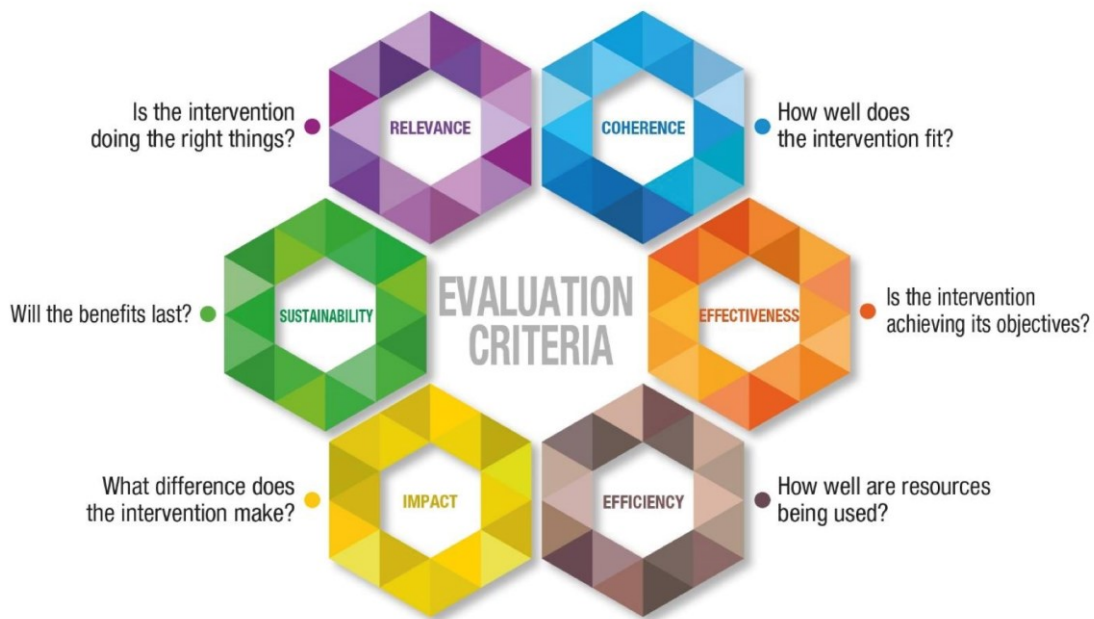 Is the intervention
doing the right things?
RELEVANCE
COHERENCE
How well does
the intervention fit?
Will the benefits last?
SUSTAINABILITY
EVALUATION
CRITERIA
EFFECTIVENESS
Is the intervention
achieving its objectives?
What difference does
the intervention make?
IMPACT
EFFICIENCY
How well are resources
being used?